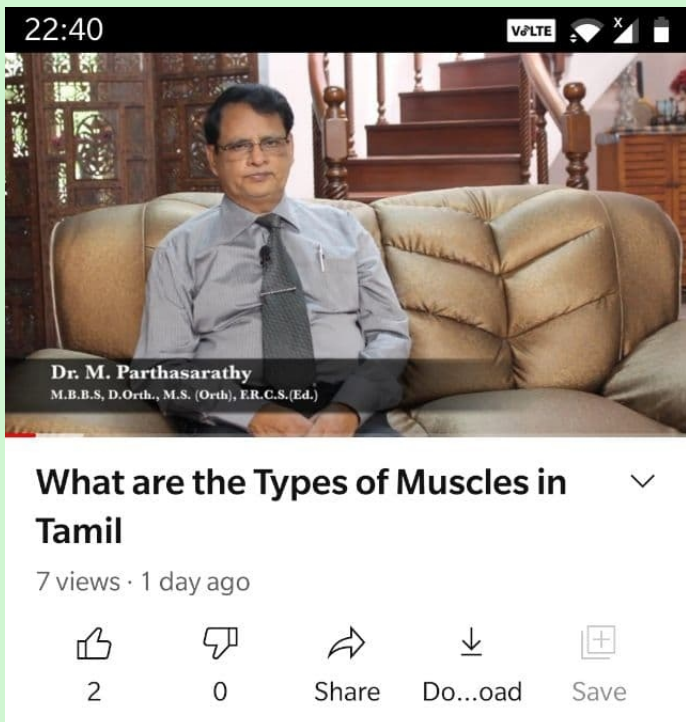 22:40
VoLTE
X
Dr. M. Parthasarathy
M.B.B.S, D.Orth., M.S. (Orth), F.R.C.S.(Ed.)
What are the Types of Muscles in
Tamil
7 views · 1 day ago
2 0 Share Do...oad Save